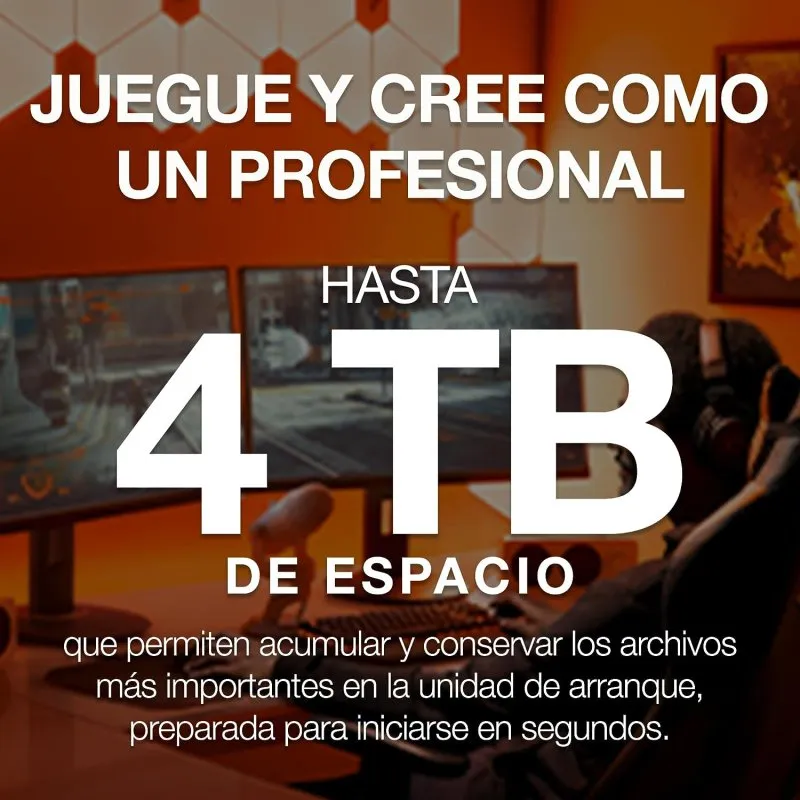 JUEGUE Y CREE COMO
UN PROFESIONAL
HASTA
4 TB
DE ESPACIO
que permiten acumular y conservar los archivos
más importantes en la unidad de arranque,
preparada para iniciarse en segundos.